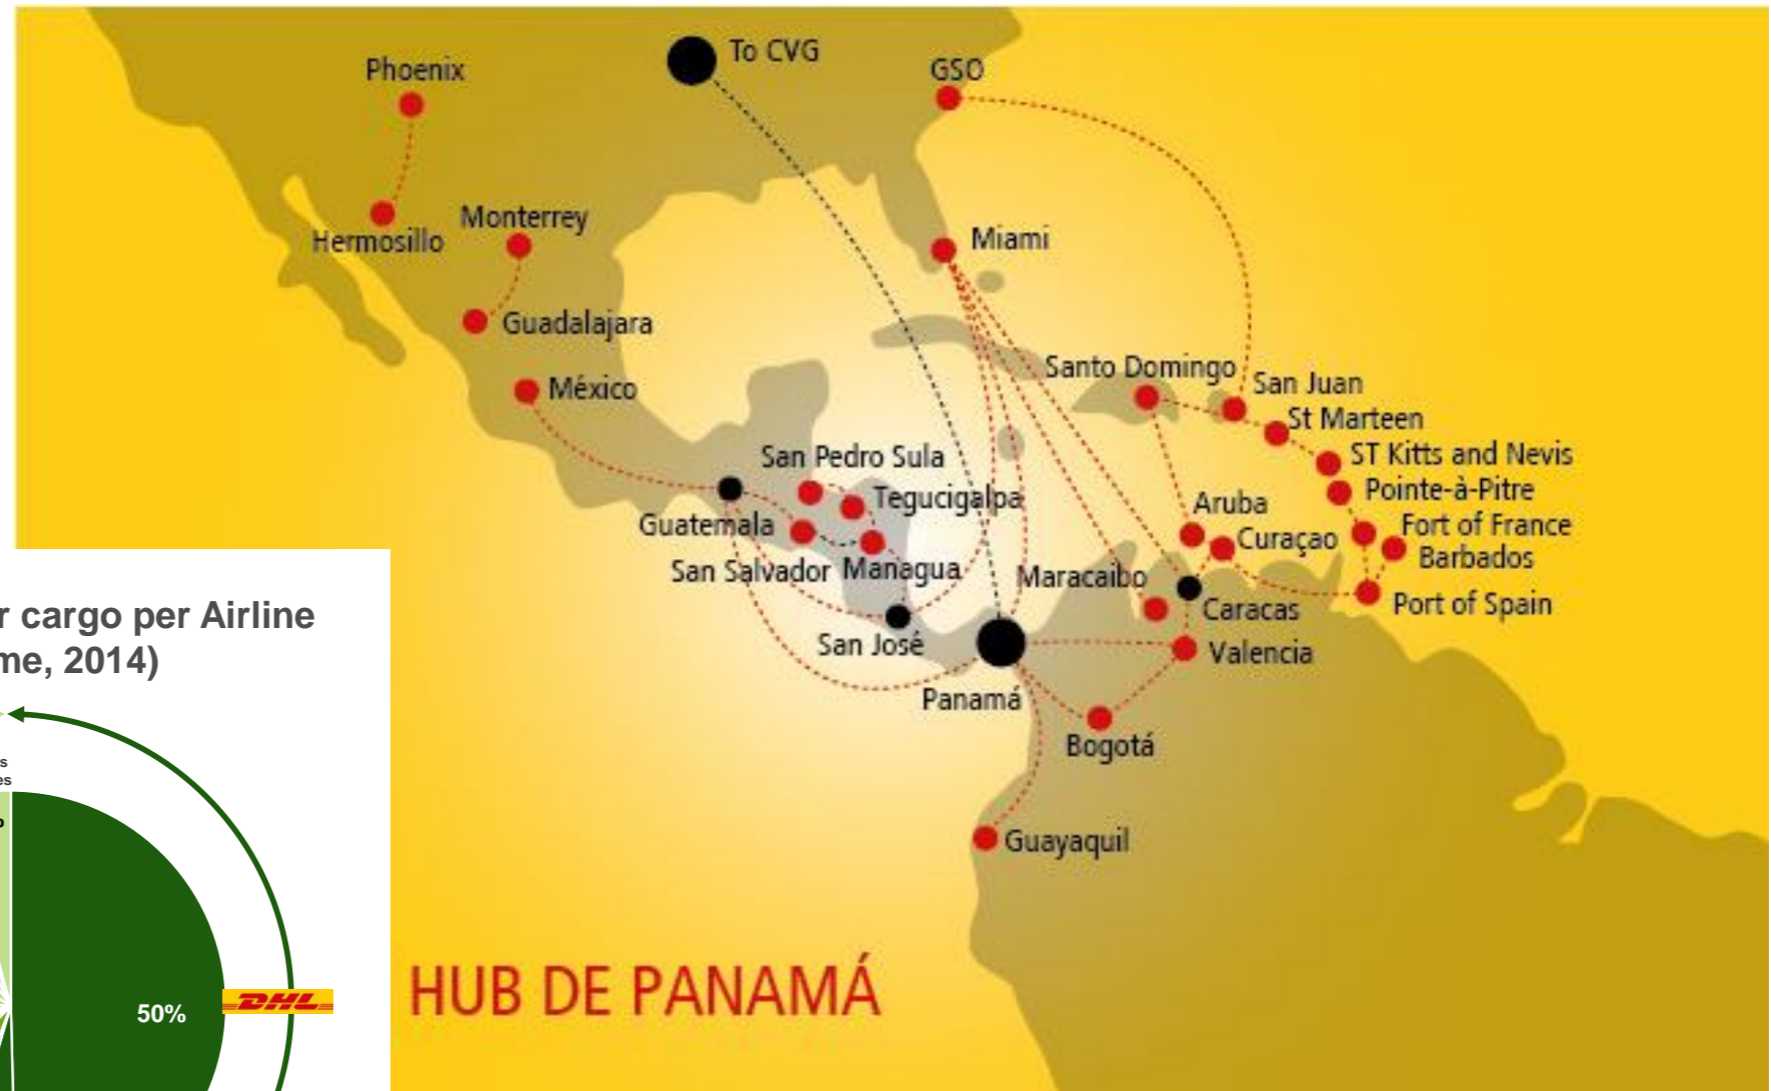 To CVG
Phoenix
GSO
Monterrey
Hermosillo
Miami
Guadalajara
Santo Domingo
San Juan
México
St Marteen
San Pedro Sula
ST Kitts and Nevis
Tegucigalpa
Pointe-à-Pitre
Aruba
Guatemala
Fort of France
Curaçao
Barbados
San Salvador
Managua
Maracaibo
Caracas
Port of Spain
San José
Valencia
Panamá
Bogotá
Guayaquil
HUB DE PANAMÁ
cargo per Airline
2014)
50%
DHL